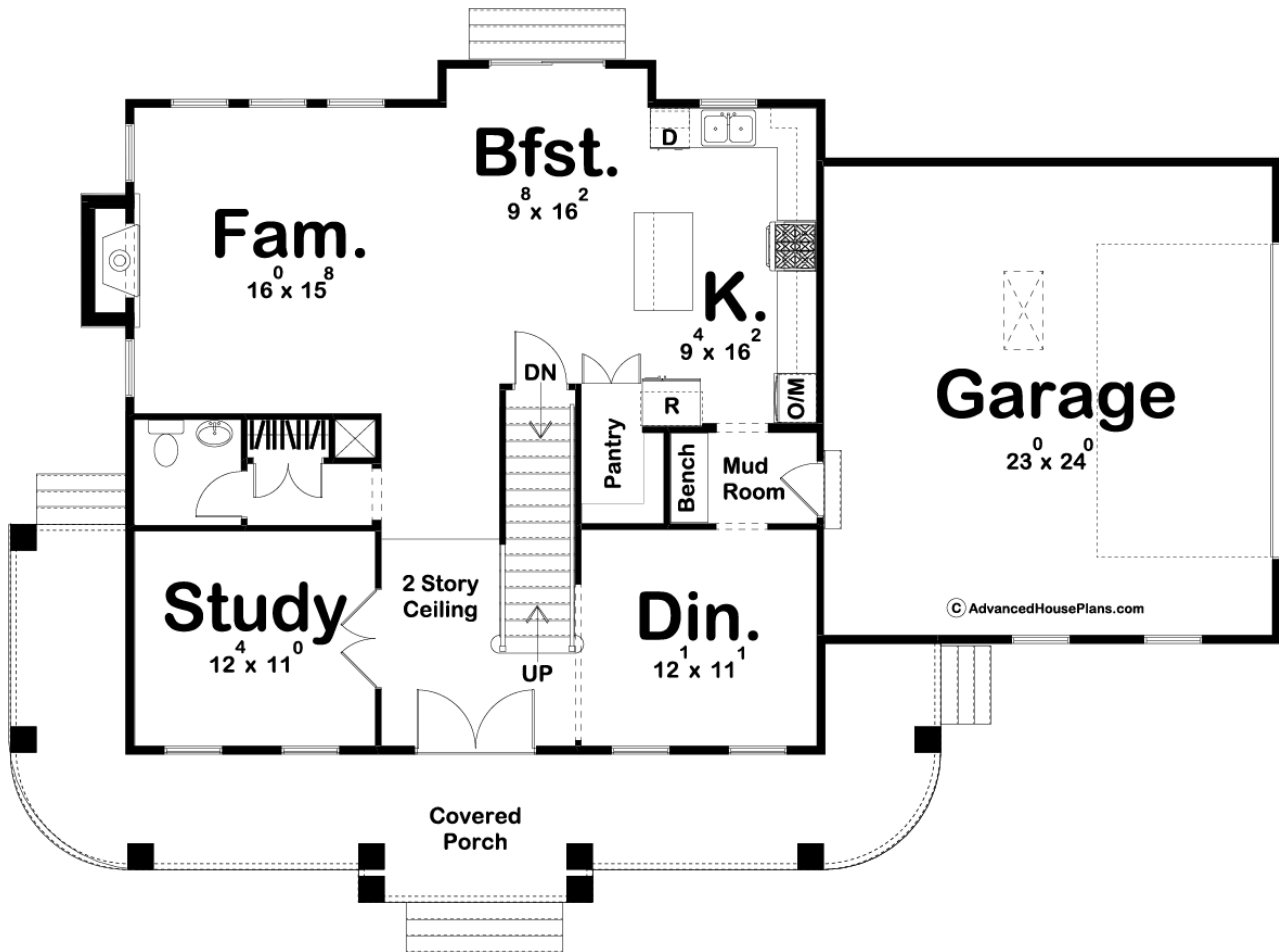 Bfst.
9⁸ x 16²
D
Fam.
16⁰ x 15⁸
K.
9⁴ x 16²
Garage
23⁰ x 24⁰
DN
R
O/M
Pantry
Bench
Mud
Room
Study
12⁴ x 11⁰
2 Story
Ceiling
UP
Din.
12¹ x 11¹
© AdvancedHousePlans.com
Covered
Porch